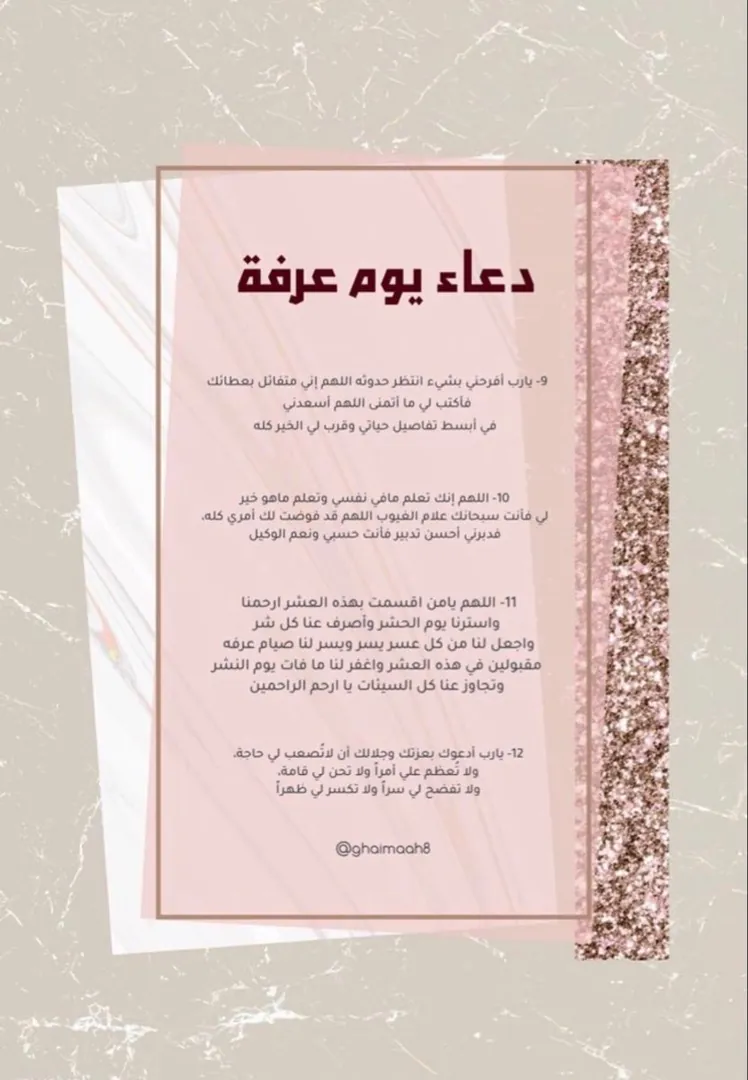 دعاء يوم عرفة
9- يارب أفرحني بشيء انتظر حدوثه اللهم إني متفائل بعطائك
فأكتب لي ما أتمنى اللهم أسعدني
في أبسط تفاصيل حياتي وقرب لي الخير كله
10- اللهم إنك تعلم مافي نفسي وتعلم ماهو خير
لي فأنت سبحانك علام الغيوب اللهم قد فوضت لك أمري كله،
فدبرني أحسن تدبير فأنت حسبي ونعم الوكيل
11- اللهم يامن اقسمت بهذه العشر ارحمنا
واسترنا يوم الحشر وأصرف عنا كل شر
واجعل لنا من كل عسر يسر ويسر لنا صيام عرفه
مقبولين في هذه العشر واغفر لنا ما فات يوم النشر
وتجاوز عنا كل السيئات يا ارحم الراحمين
12- يارب أدعوك بعزتك وجلالك أن لاتُصعب لي حاجة،
ولا تُعظم علي أمراً ولا تحن لي قامة،
ولا تفضح لي سراً ولا تكسر لي ظهراً
@ghaimaah8